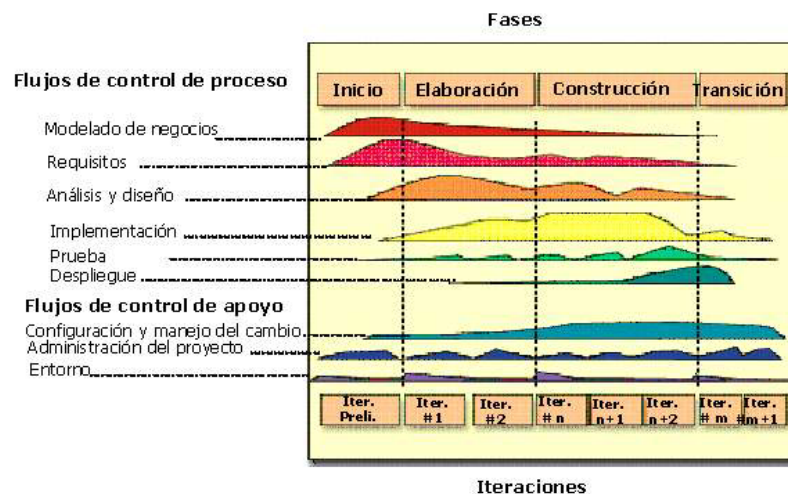 Fases
Flujos de control de proceso
Inicio
Elaboración
Construcción
Transición
Modelado de negocios
Requisitos
Análisis y diseño
Implementación
Prueba
Despliegue
Flujos de control de apoyo
Configuración y manejo del cambio
Administración del proyecto
Entorno
Iter. Preli.
Iter. #1
Iter. #2
Iter. # n
Iter. n+1
Iter. n+2
Iter. # m
Iter. #m+1
Iteraciones